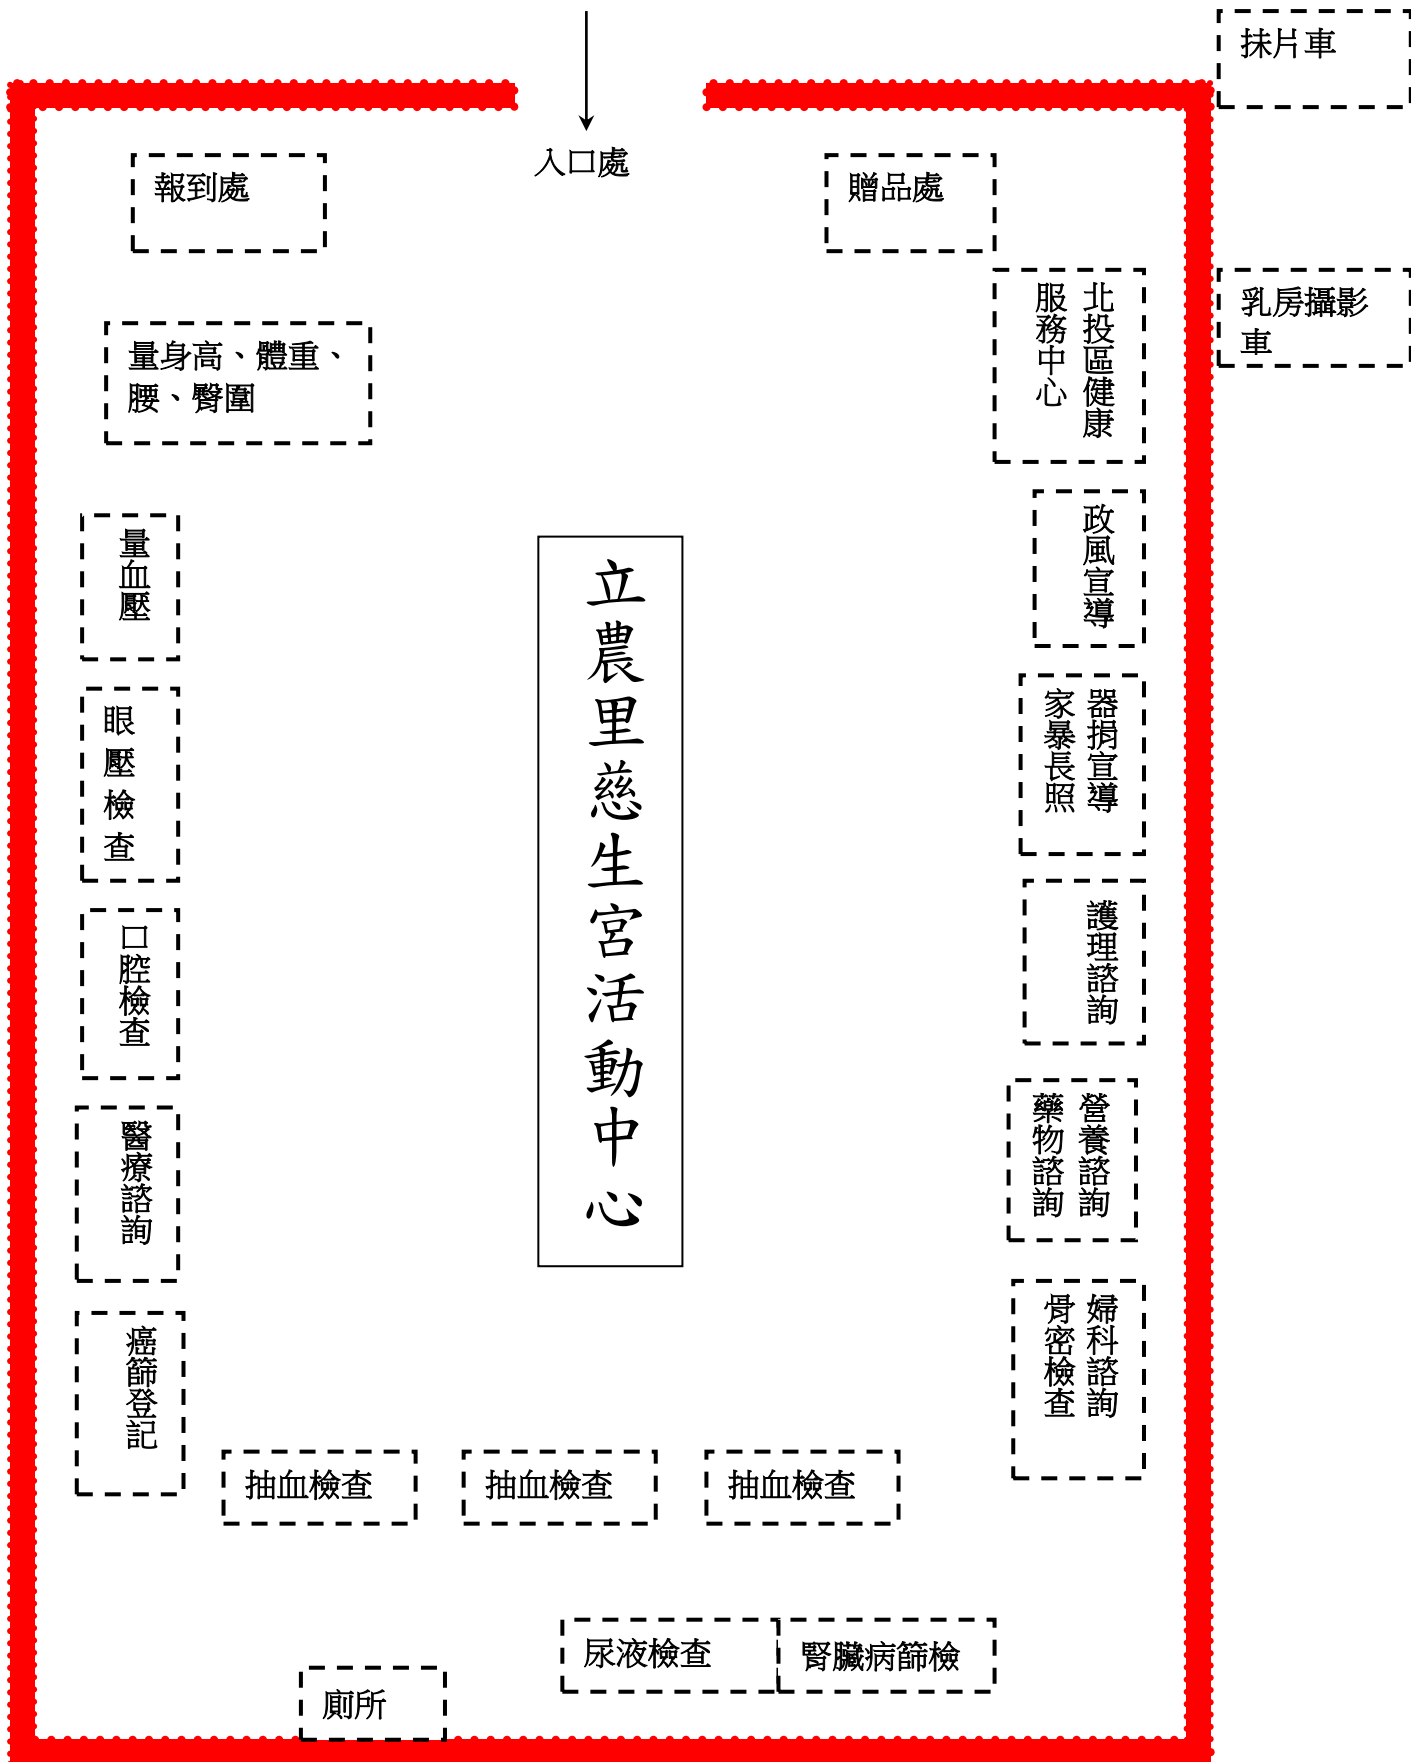 抹片車
入口處
報到處
贈品處
北投區健康
服務中心
乳房攝影
車
量身高、體重、
腰、臀圍
政風宣導
量血壓
立農里慈生宮活動中心
器捐宣導
家暴長照
眼壓檢查
護理諮詢
口腔檢查
營養諮詢
藥物諮詢
醫療諮詢
婦科諮詢
骨密檢查
癌篩登記
抽血檢查
抽血檢查
抽血檢查
尿液檢查
腎臟病篩檢
廁所